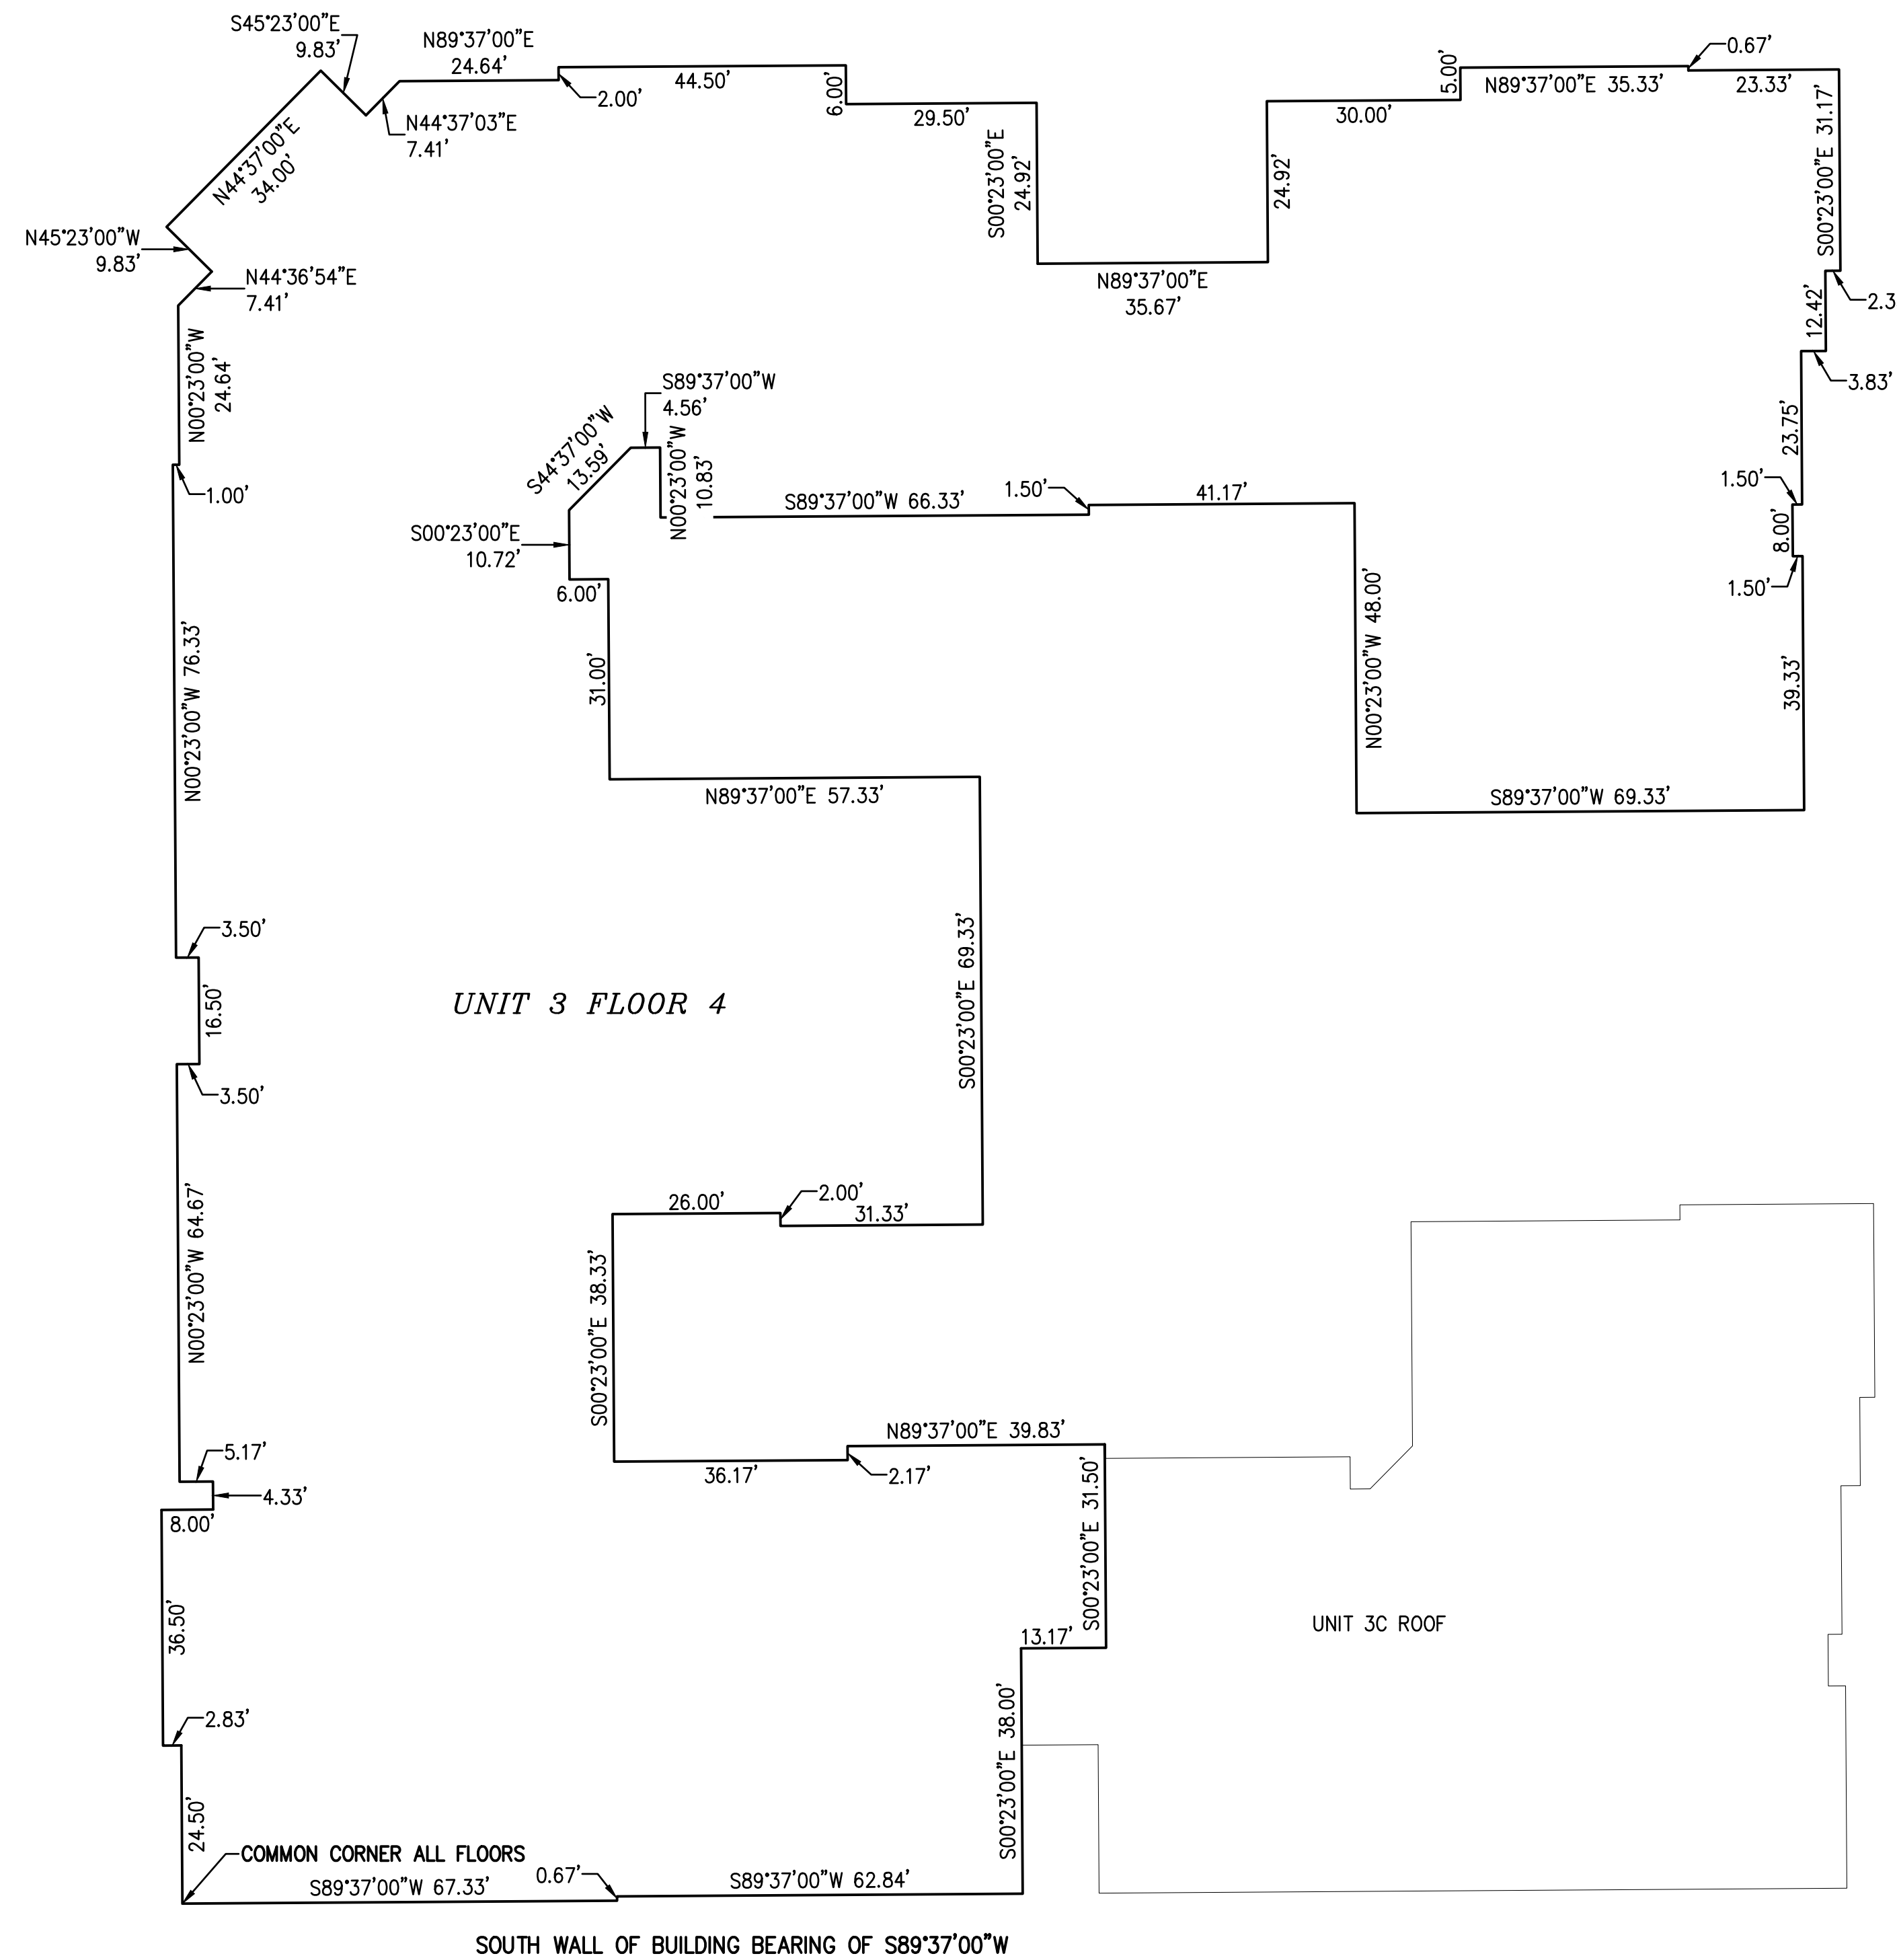 S45°23'00"E
9.83'
N89°37'00"E
24.64'
2.00'
44.50'
6.00'
29.50'
S00°23'00"E
24.92'
N89°37'00"E
35.67'
24.92'
30.00'
5.00'
N89°37'00"E 35.33'
0.67'
23.33'
S00°23'00"E 31.17'
2.3
12.42'
3.83'
23.75'
1.50'
8.00'
1.50'
39.33'
S89°37'00"W 69.33'
N00°23'00"W 48.00'
41.17'
1.50'
S89°37'00"W 66.33'
N00°23'00"W
10.83'
S89°37'00"W
4.56'
S44°37'00"W
13.59'
S00°23'00"E
10.72'
6.00'
31.00'
N89°37'00"E 57.33'
S00°23'00"E 69.33'
31.33'
2.00'
26.00'
S00°23'00"E 38.33'
36.17'
2.17'
N89°37'00"E 39.83'
S00°23'00"E 31.50'
13.17'
S00°23'00"E 38.00'
S89°37'00"W 62.84'
0.67'
S89°37'00"W 67.33'
COMMON CORNER ALL FLOORS
24.50'
2.83'
36.50'
8.00'
4.33'
5.17'
N00°23'00"W 64.67'
3.50'
16.50'
3.50'
N00°23'00"W 76.33'
1.00'
N00°23'00"W
24.64'
N44°36'54"E
7.41'
N45°23'00"W
9.83'
N44°37'00"E
34.00'
N44°37'03"E
7.41'
UNIT 3 FLOOR 4
UNIT 3C ROOF
SOUTH WALL OF BUILDING BEARING OF S89°37'00"W